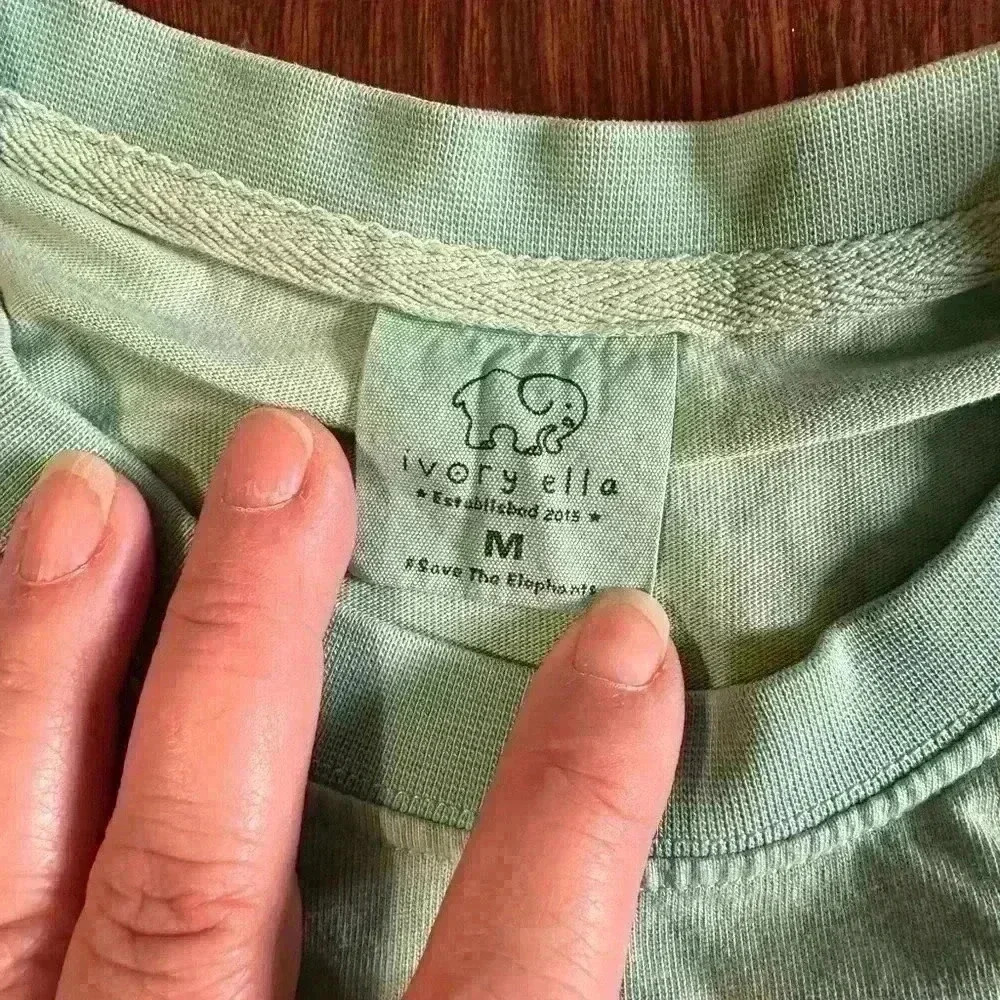 ivory ella
★ Established 2015 ★
M
#Save The Elephants